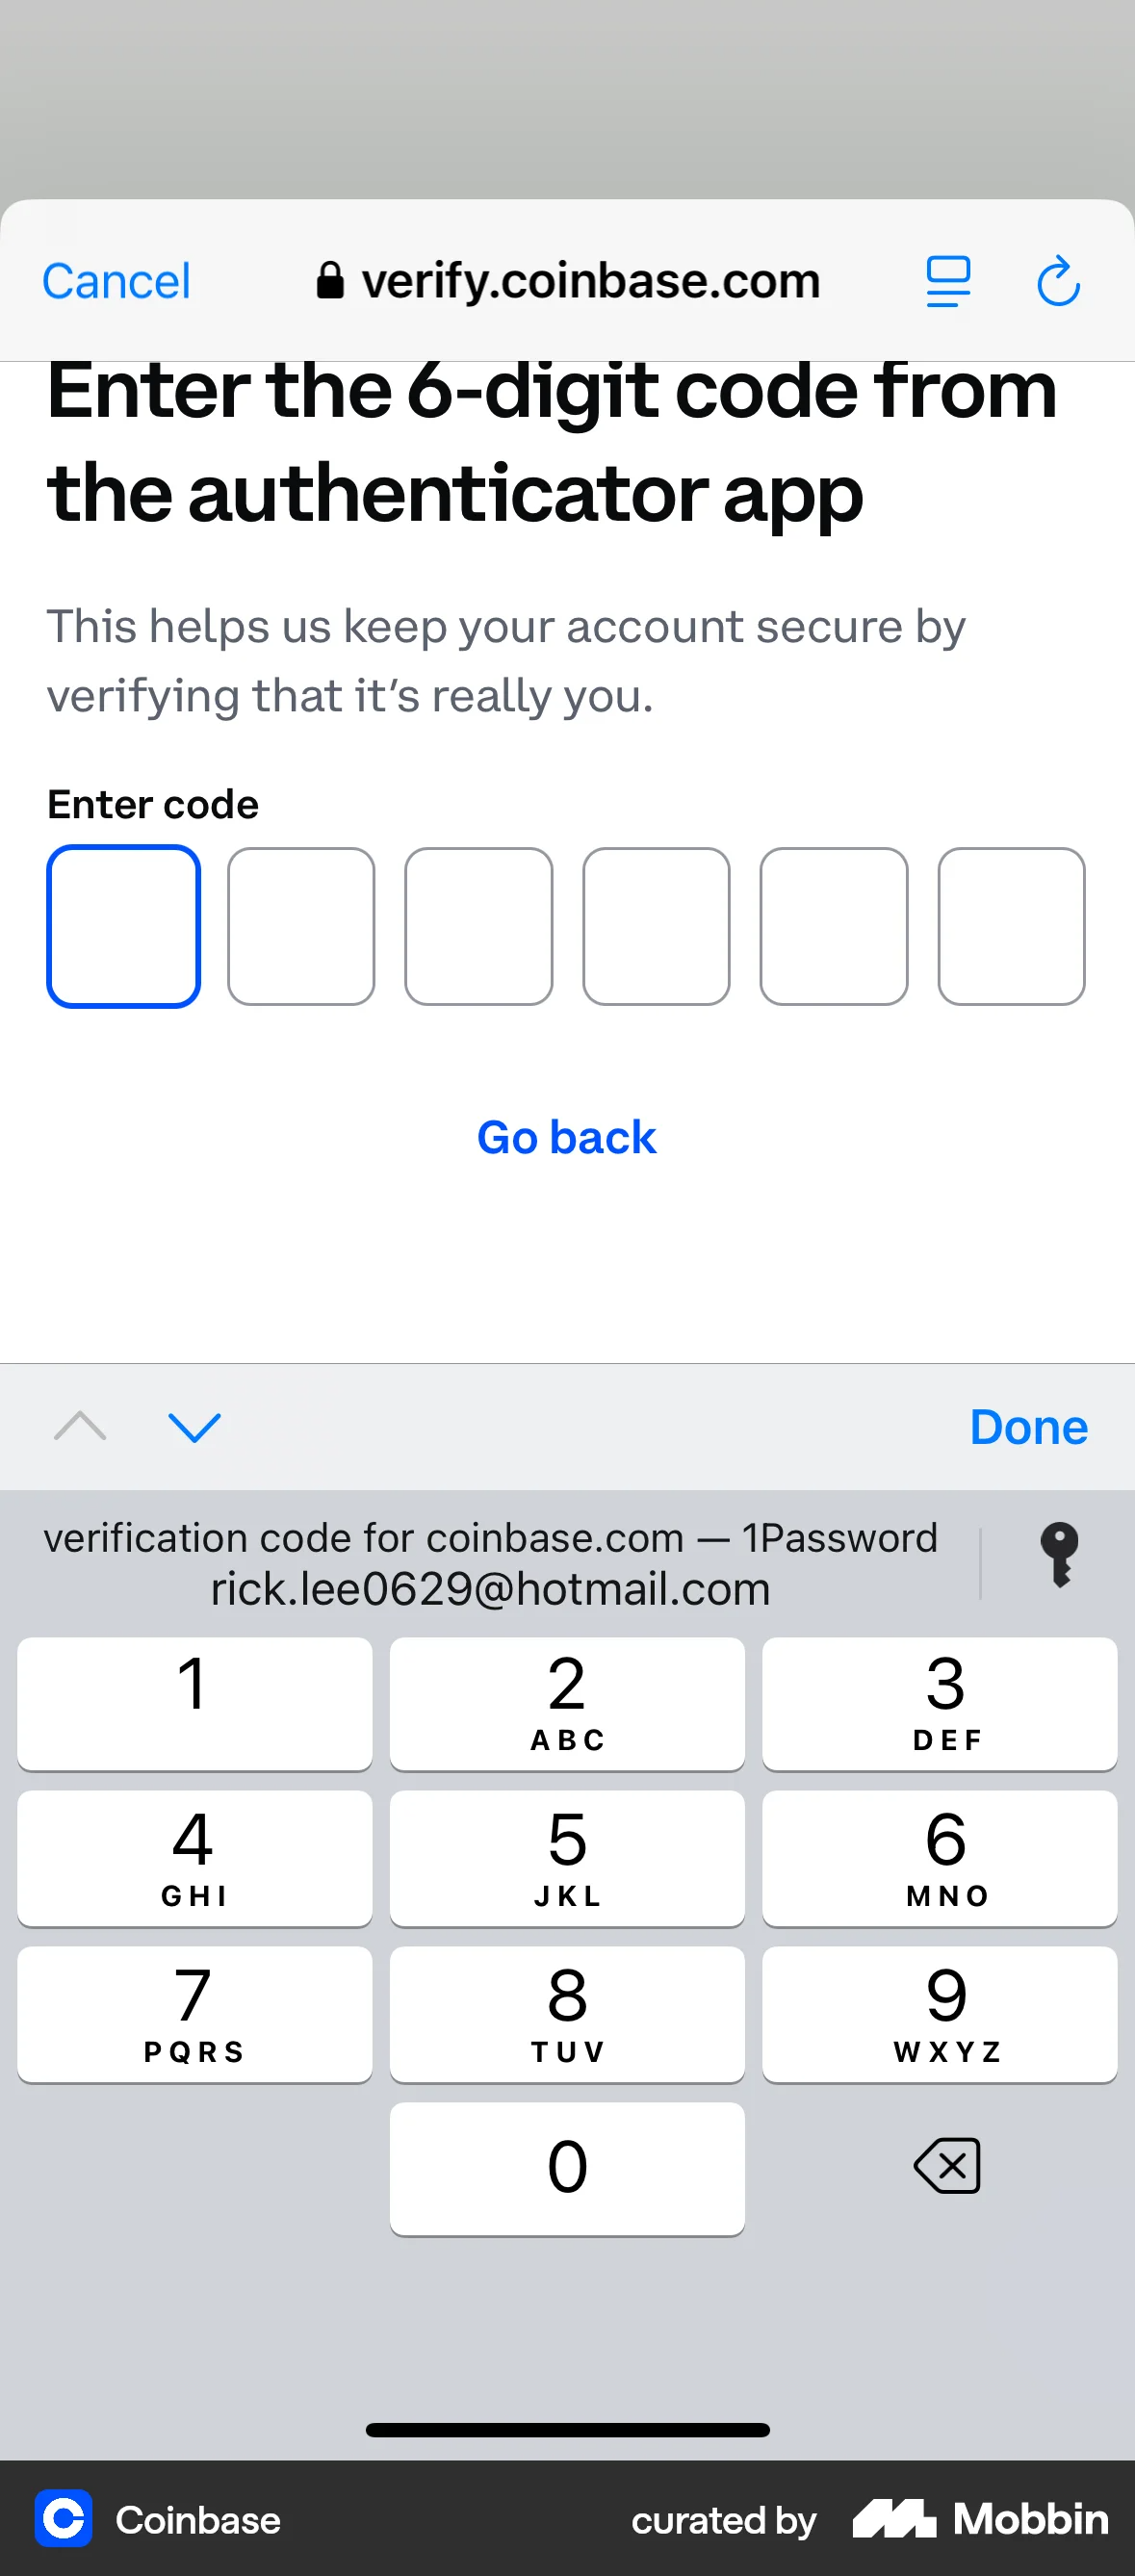 Cancel
verify.coinbase.com
Enter the 6-digit code from
the authenticator app
This helps us keep your account secure by
verifying that it’s really you.
Enter code
Go back
Done
verification code for coinbase.com — 1Password
rick.lee0629@hotmail.com
1 2 3
ABC DEF
4 5 6
GHI JKL MNO
7 8 9
PQRS TUV WXYZ
0
Coinbase curated by Mobbin